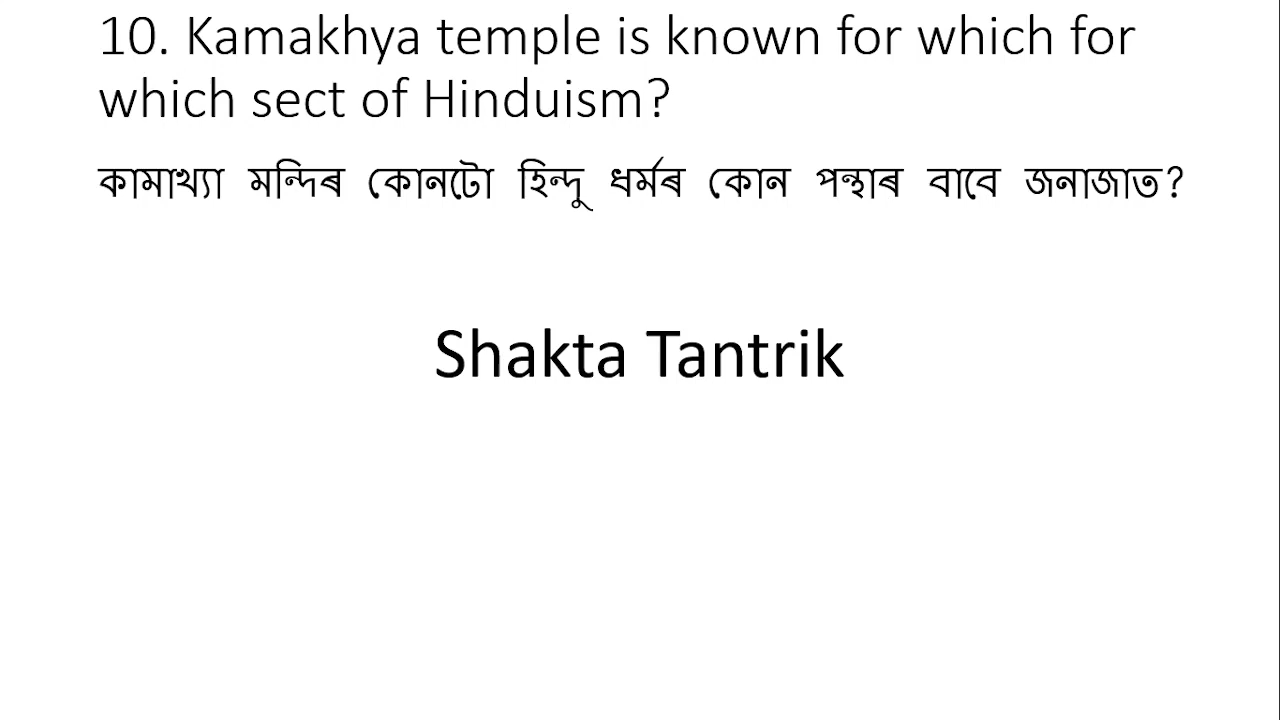 10. Kamakhya temple is known for which for
which sect of Hinduism?
কামাখ্যা মন্দিৰ কোনটো হিন্দু ধৰ্মৰ কোন পন্থাৰ বাবে জনাজাত?
Shakta Tantrik